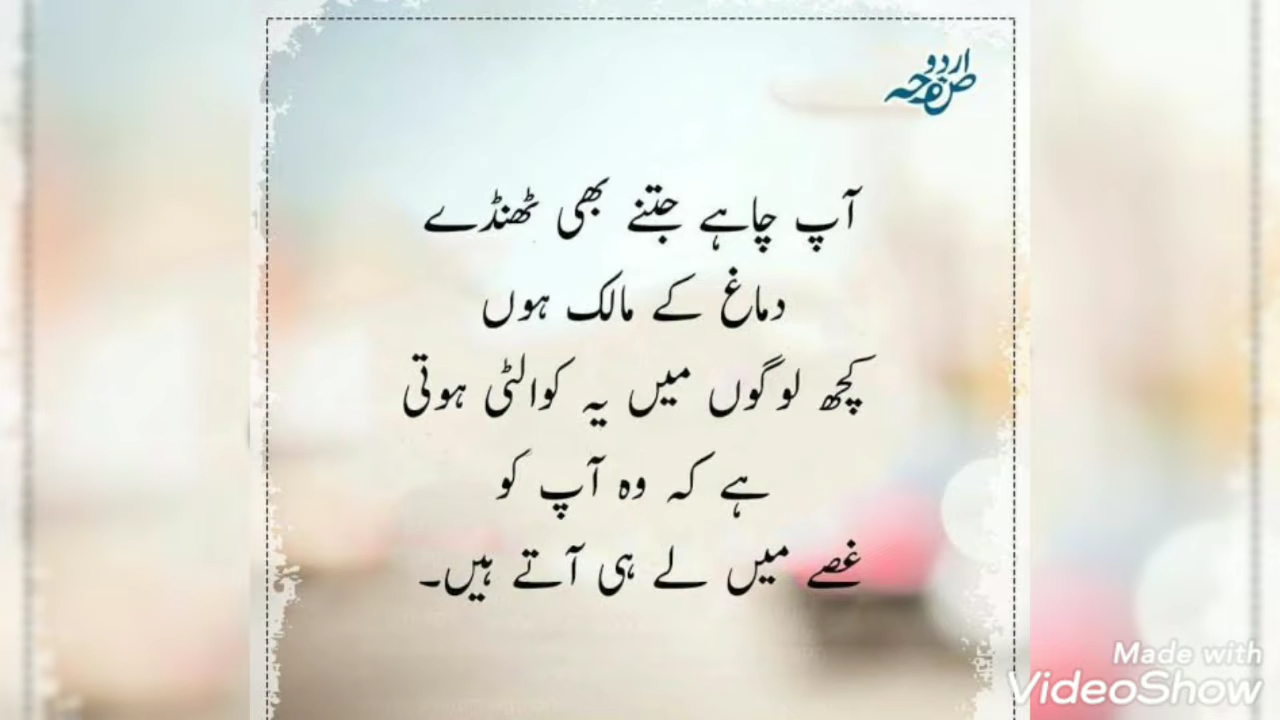 اردو
صفحہ
آپ چاہے جتنے بھی ٹھنڈے
دماغ کے مالک ہوں
کچھ لوگوں میں یہ کوالٹی ہوتی
ہے کہ وہ آپ کو
غصے میں لے ہی آتے ہیں۔
Made with
VideoShow